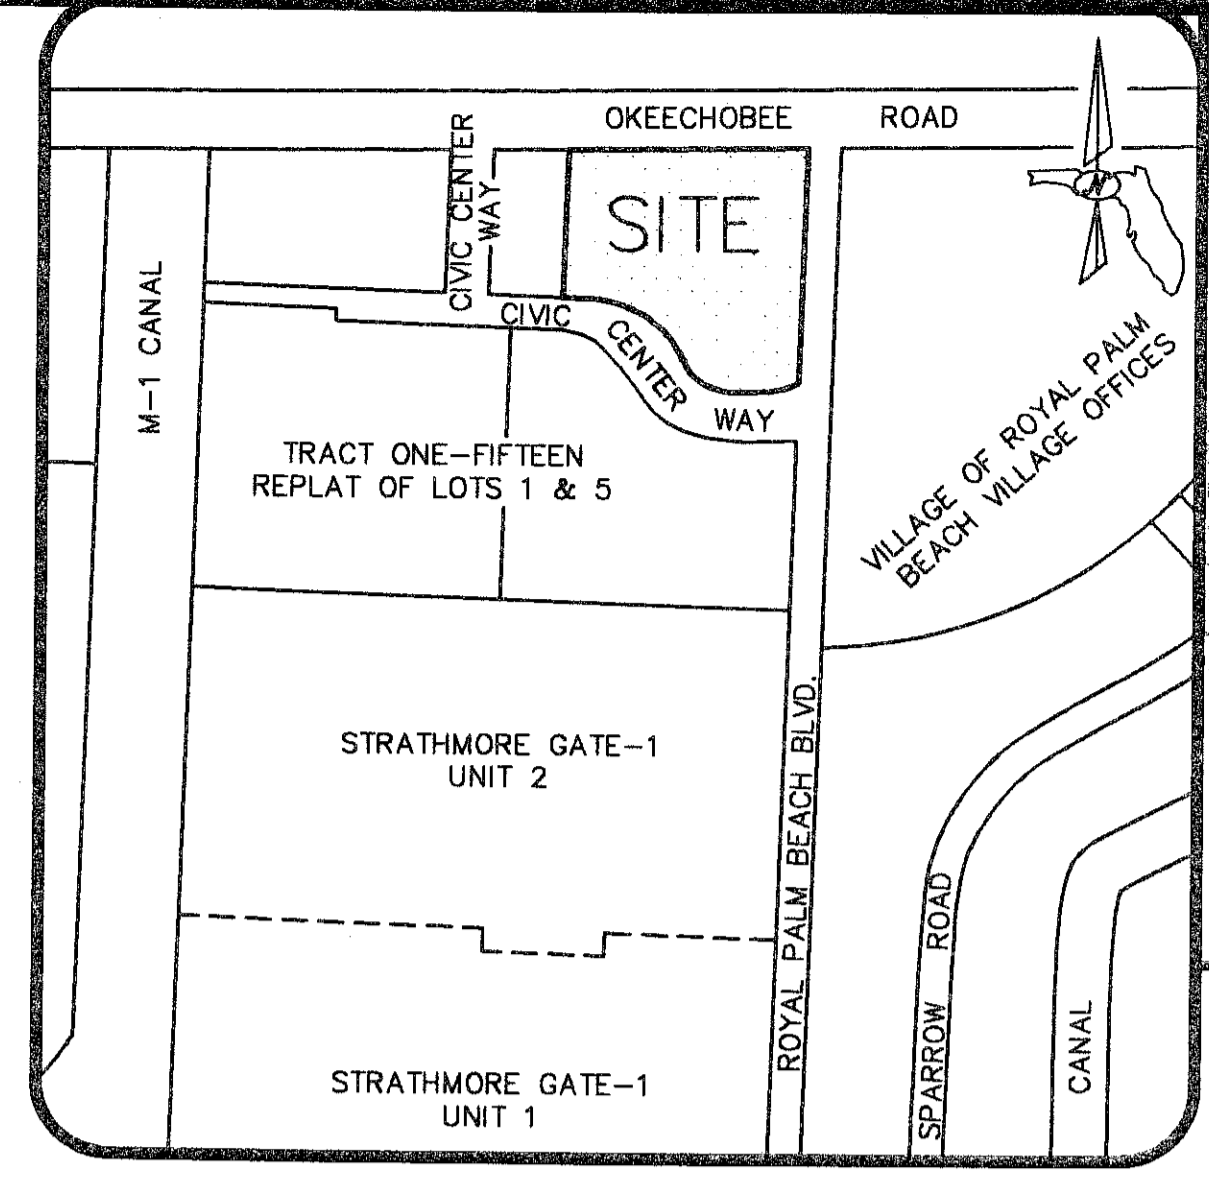 OKEECHOBEE ROAD
CIVIC CENTER
WAY
SITE
N
M-1 CANAL
CIVIC CENTER WAY
VILLAGE OF ROYAL PALM
BEACH VILLAGE OFFICES
TRACT ONE-FIFTEEN
REPLAT OF LOTS 1 & 5
STRATHMORE GATE-1
UNIT 2
ROYAL PALM BEACH BLVD.
SPARROW ROAD
CANAL
STRATHMORE GATE-1
UNIT 1